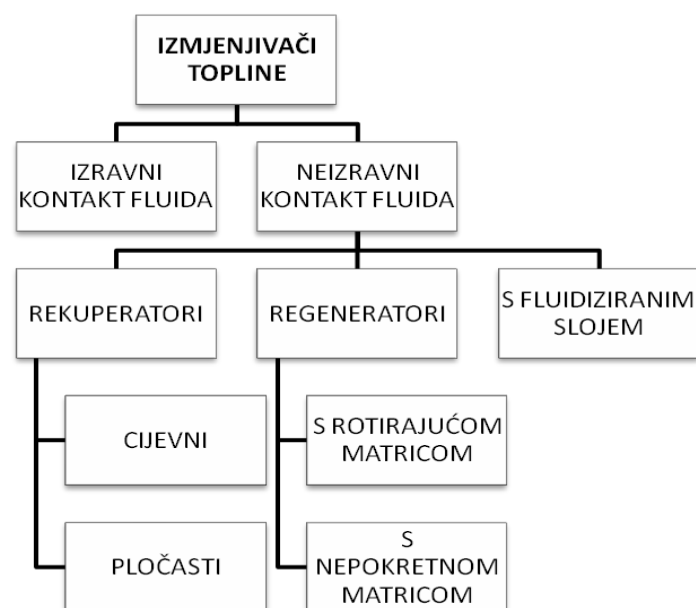 IZMJENJIVAČI
TOPLINE
IZRAVNI
KONTAKT FLUIDA
NEIZRAVNI
KONTAKT FLUIDA
REKUPERATORI
REGENERATORI
S FLUIDIZIRANIM
SLOJEM
CIJEVNI
S ROTIRAJUĆOM
MATRICOM
PLOČASTI
S
NEPOKRETNOM
MATRICOM